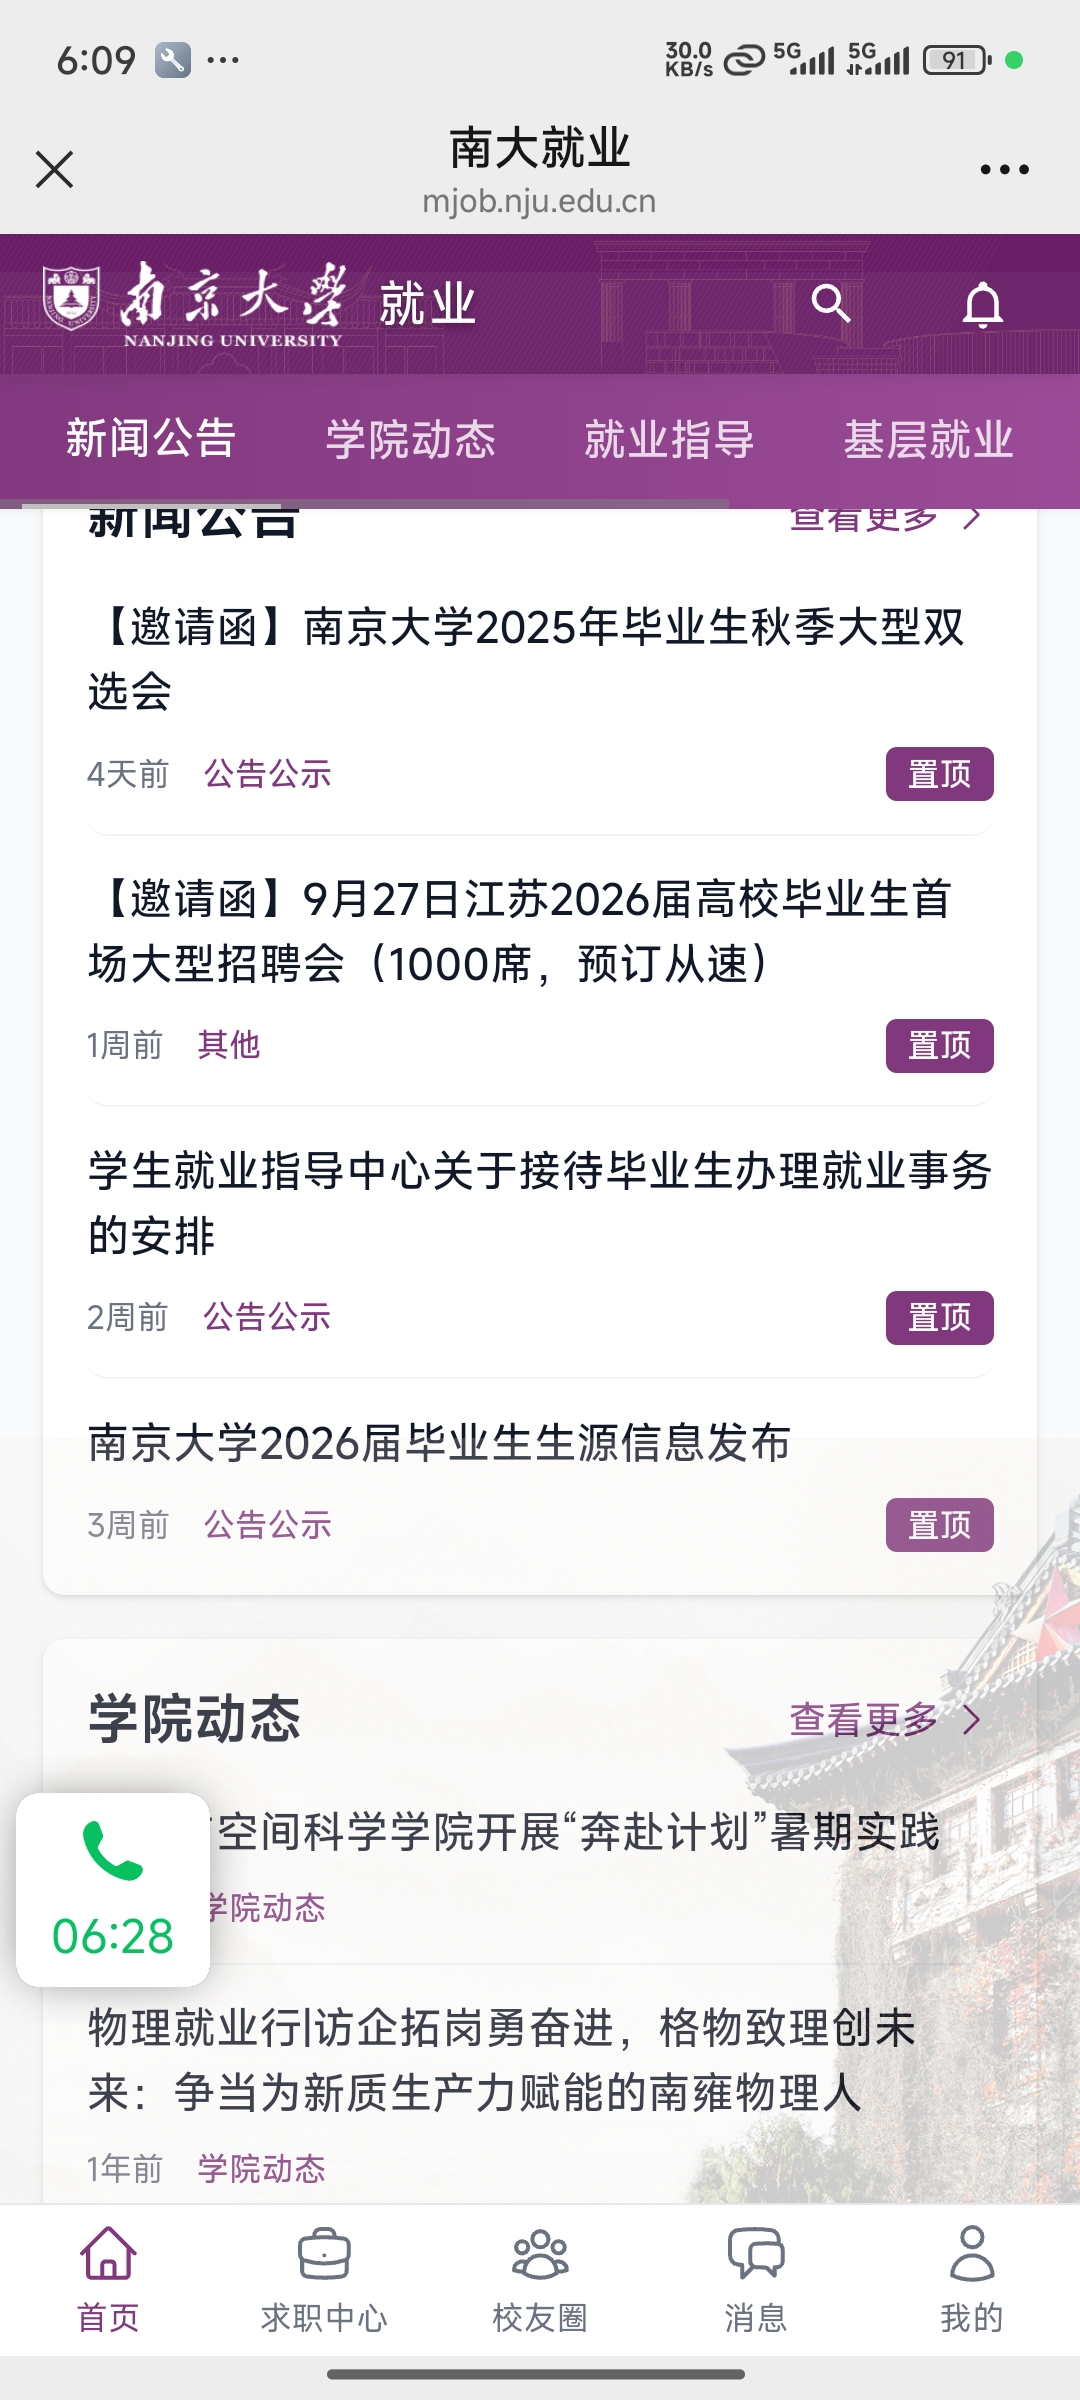 6:09
30.0 KB/s 5G 5G 91
南大就业
mjob.nju.edu.cn
南京大学 就业
NANJING UNIVERSITY
新闻公告 学院动态 就业指导 基层就业
新闻公告 查看更多
【邀请函】南京大学2025年毕业生秋季大型双
选会
4天前 公告公示 置顶
【邀请函】9月27日江苏2026届高校毕业生首
场大型招聘会（1000席，预订从速）
1周前 其他 置顶
学生就业指导中心关于接待毕业生办理就业事务
的安排
2周前 公告公示 置顶
南京大学2026届毕业生生源信息发布
3周前 公告公示 置顶
学院动态 查看更多
空间科学学院开展“奔赴计划”暑期实践
学院动态
06:28
物理就业行|访企拓岗勇奋进，格物致理创未
来：争当为新质生产力赋能的南雍物理人
1年前 学院动态
首页 求职中心 校友圈 消息 我的